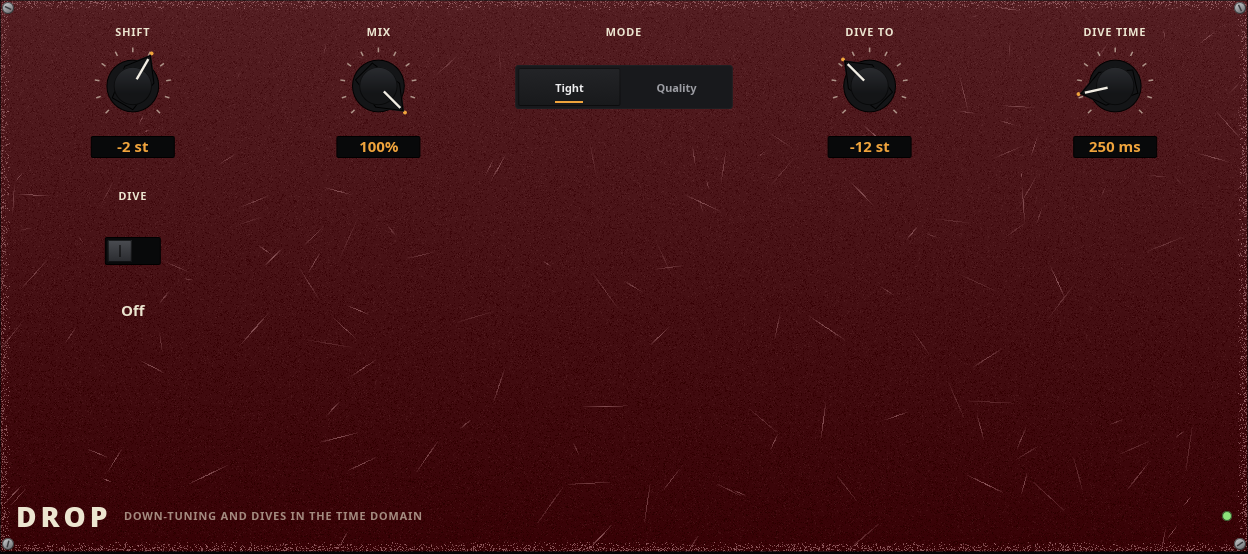 SHIFT
MIX
MODE
DIVE TO
DIVE TIME
Tight
Quality
-2 st
100%
-12 st
250 ms
DIVE
Off
DROP
DOWN-TUNING AND DIVES IN THE TIME DOMAIN